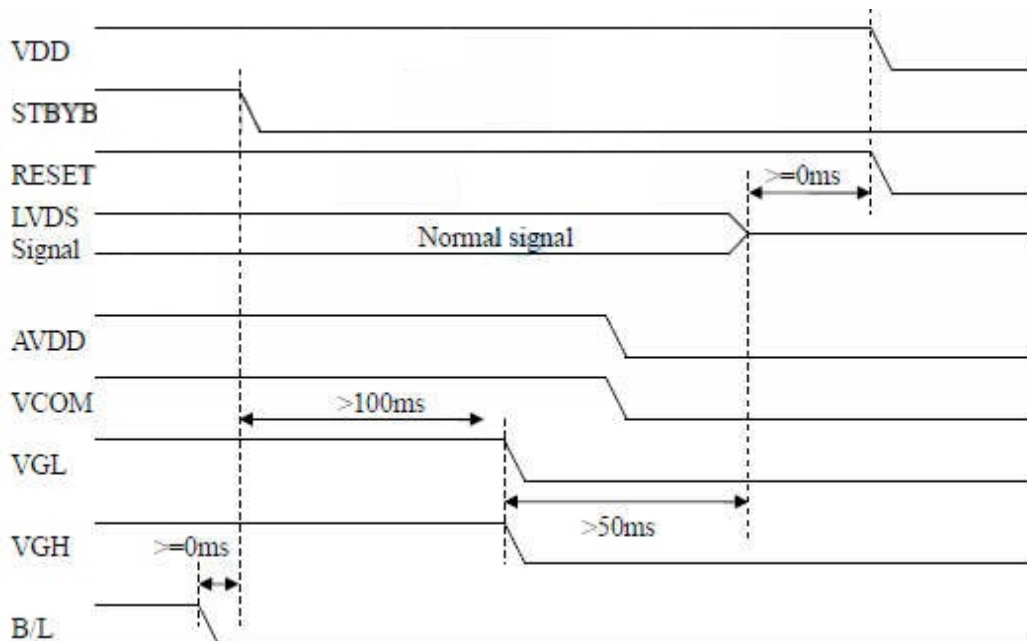 VDD
STBYB
RESET
>=0ms
LVDS
Signal
Normal signal
AVDD
VCOM
>100ms
VGL
>50ms
VGH
>=0ms
B/L